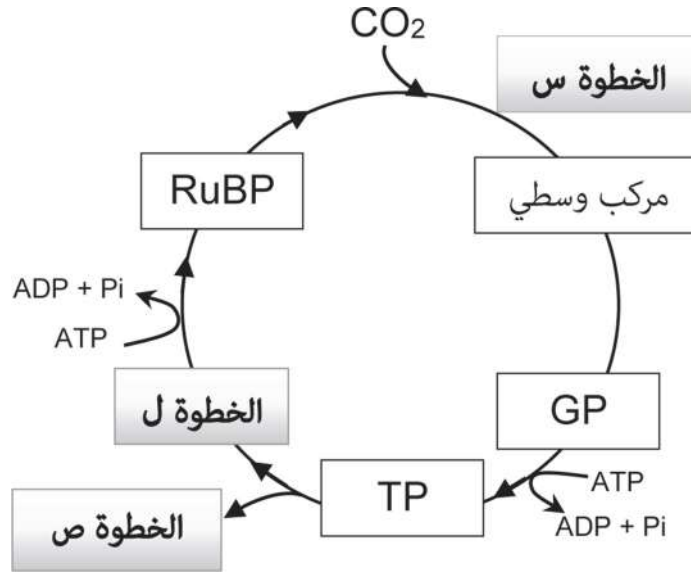 CO₂
الخطوة س
RuBP
مركب وسطي
ADP + Pi
ATP
الخطوة ل
GP
TP
ATP
ADP + Pi
الخطوة ص